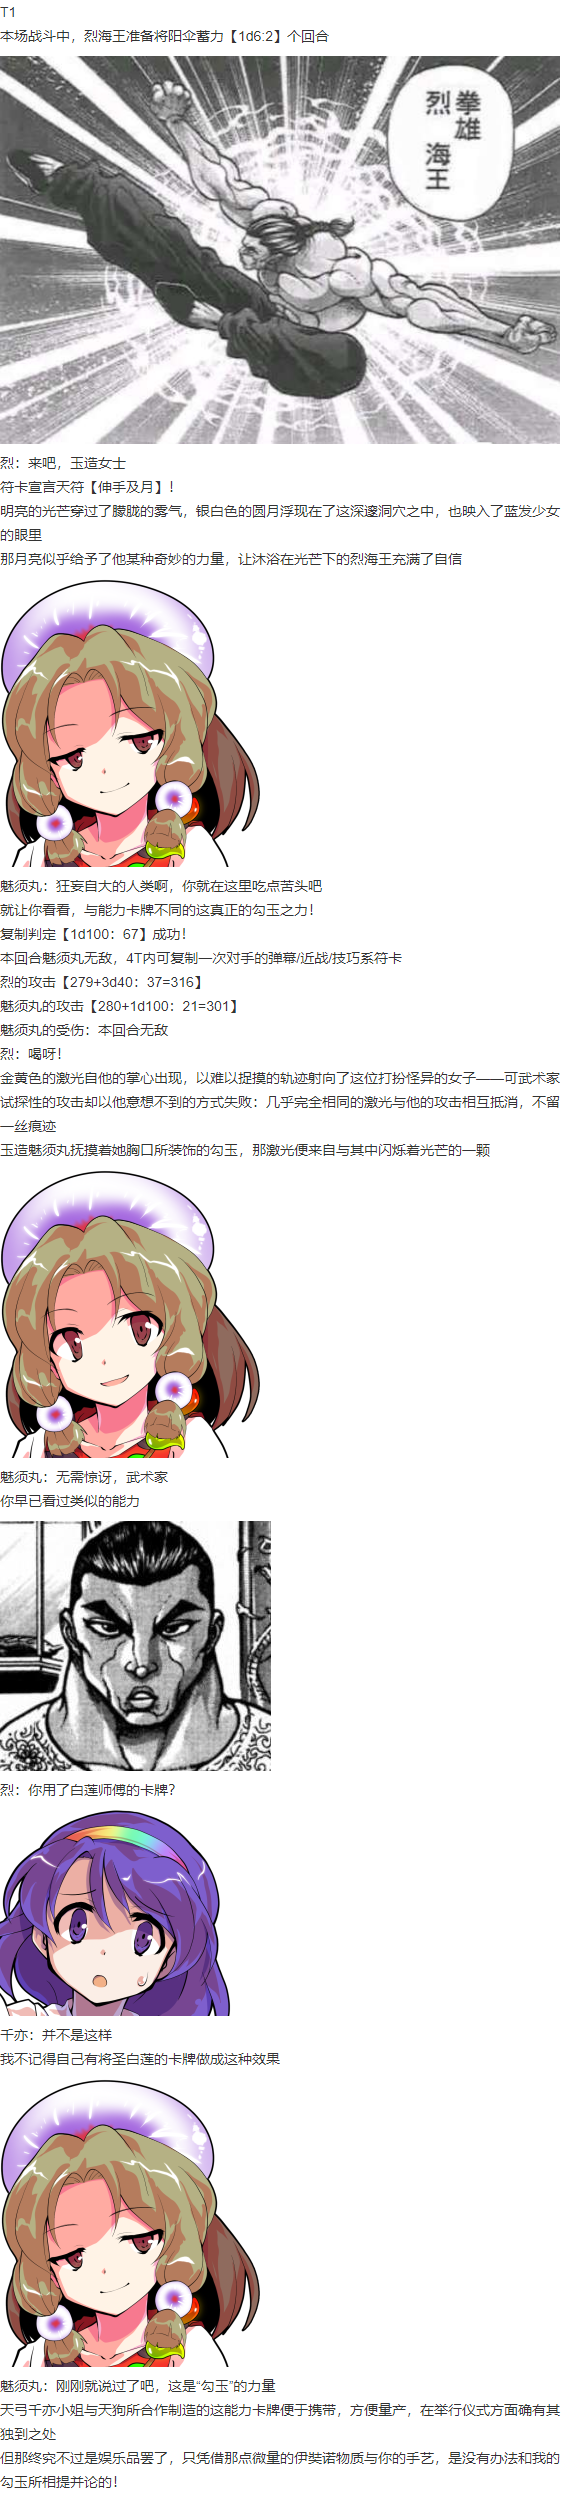 T1
本场战斗中，烈海王准备将阳伞蓄力【1d6:2】个回合
拳雄
烈 海王
烈：来吧，玉造女士
符卡宣言天符【伸手及月】！
明亮的光芒穿过了朦胧的雾气，银白色的圆月浮现在了这深邃洞穴之中，也映入了蓝发少女
的眼里
那月亮似乎给予了他某种奇妙的力量，让沐浴在光芒下的烈海王充满了自信
魅须丸：狂妄自大的人类啊，你就在这里吃点苦头吧
就让你看看，与能力卡牌不同的这真正的勾玉之力！
复制判定【1d100：67】成功！
本回合魅须丸无敌，4T内可复制一次对手的弹幕/近战/技巧系符卡
烈的攻击【279+3d40：37=316】
魅须丸的攻击【280+1d100：21=301】
魅须丸的受伤：本回合无敌
烈：喝呀！
金黄色的激光自他的掌心出现，以难以捉摸的轨迹射向了这位打扮怪异的女子——可武术家
试探性的攻击却以他意想不到的方式失败：几乎完全相同的激光与他的攻击相互抵消，不留
一丝痕迹
玉造魅须丸抚摸着她胸口所装饰的勾玉，那激光便来自与其中闪烁着光芒的一颗
魅须丸：无需惊讶，武术家
你早已看过类似的能力
烈：你用了白莲师傅的卡牌？
千亦：并不是这样
我不记得自己有将圣白莲的卡牌做成这种效果
魅须丸：刚刚就说过了吧，这是“勾玉”的力量
天弓千亦小姐与天狗所合作制造的这能力卡牌便于携带，方便量产，在举行仪式方面确有其
独到之处
但那终究不过是娱乐品罢了，只凭借那点微量的伊奘诺物质与你的手艺，是没有办法和我的
勾玉所相提并论的！